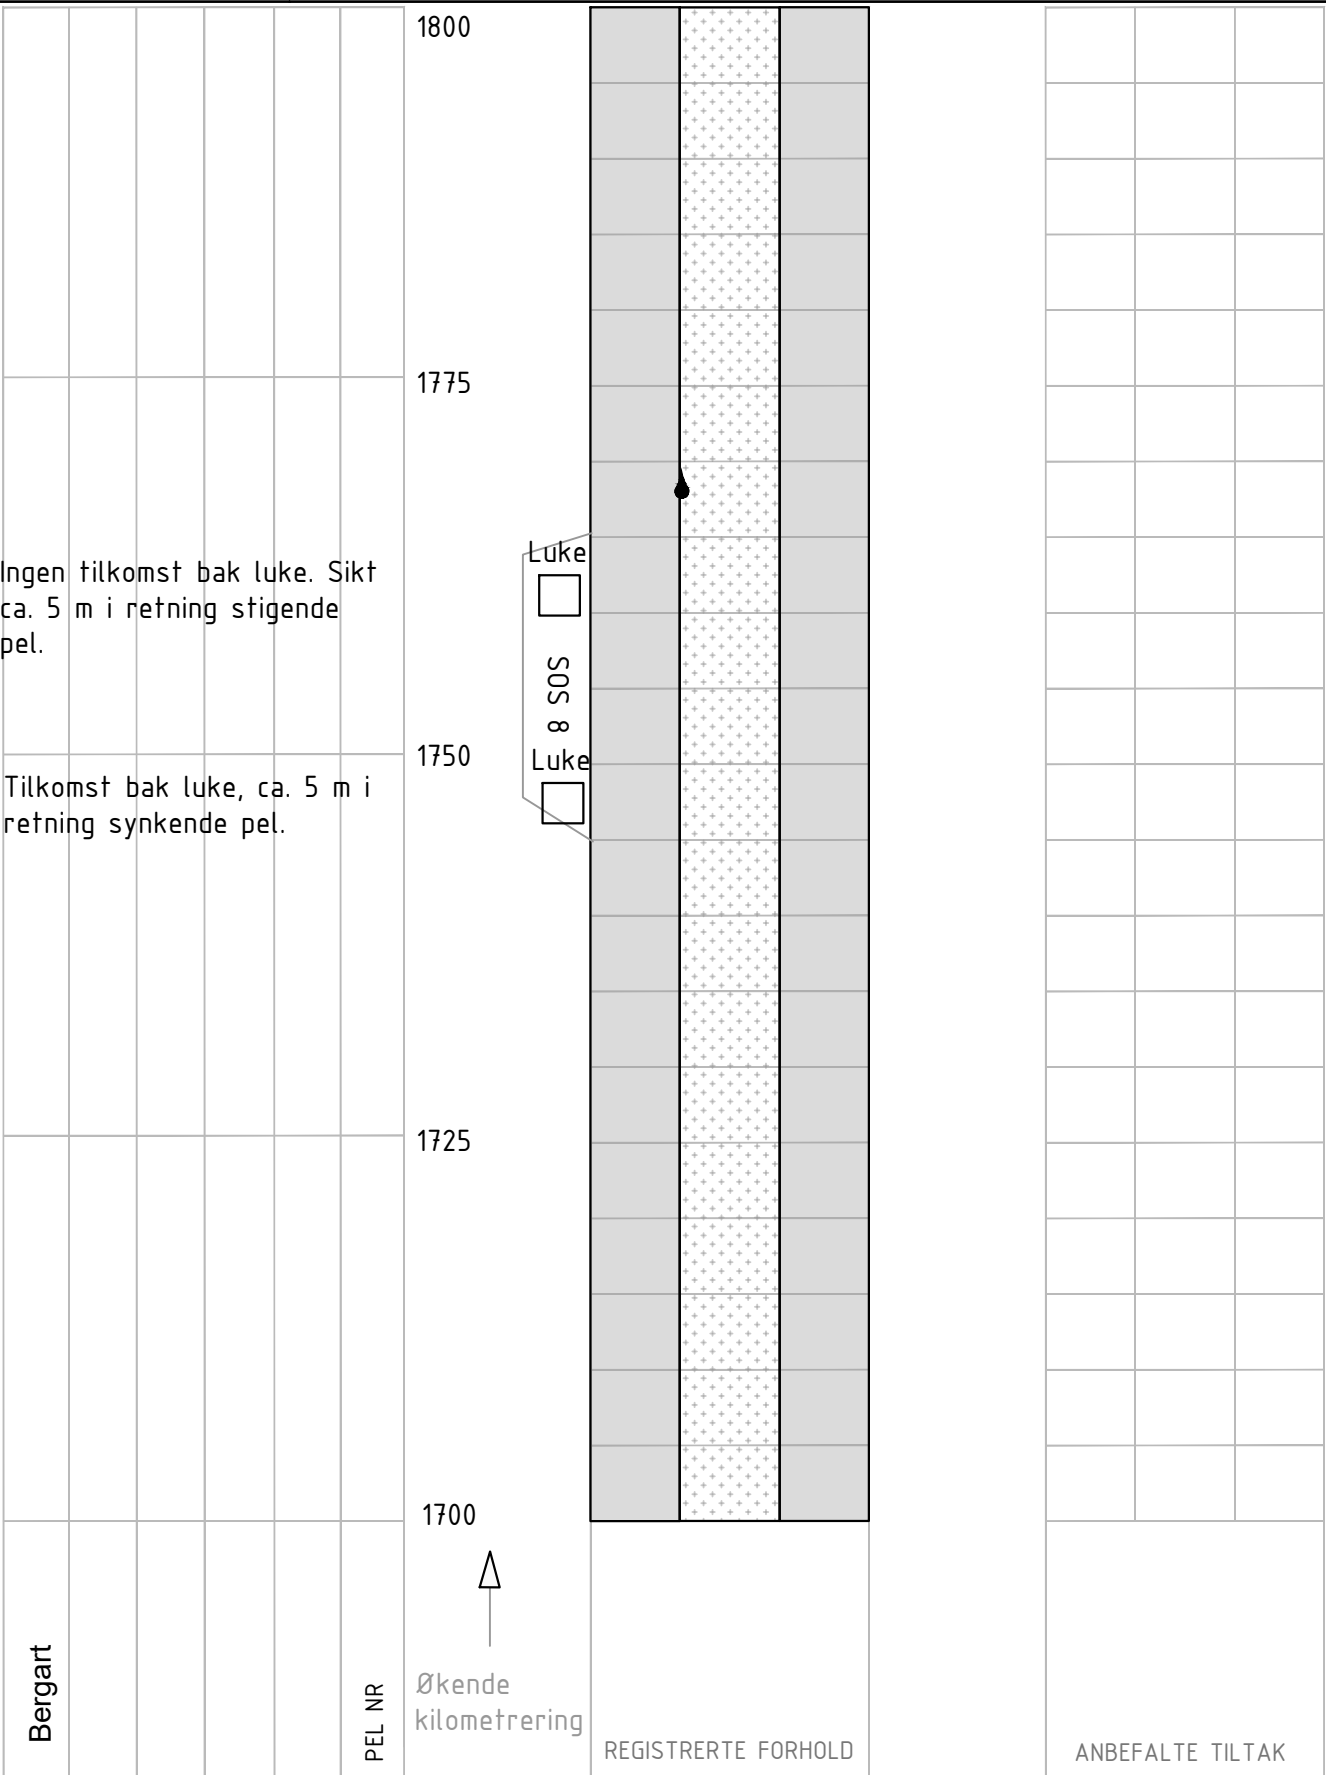 1800
1775
Luke
Ingen tilkomst bak luke. Sikt
ca. 5 m i retning stigende
pel.
SOS 8
1750
Luke
Tilkomst bak luke, ca. 5 m i
retning synkende pel.
1725
1700
Bergart
PEL NR
Økende
kilometrering
REGISTRERTE FORHOLD
ANBEFALTE TILTAK